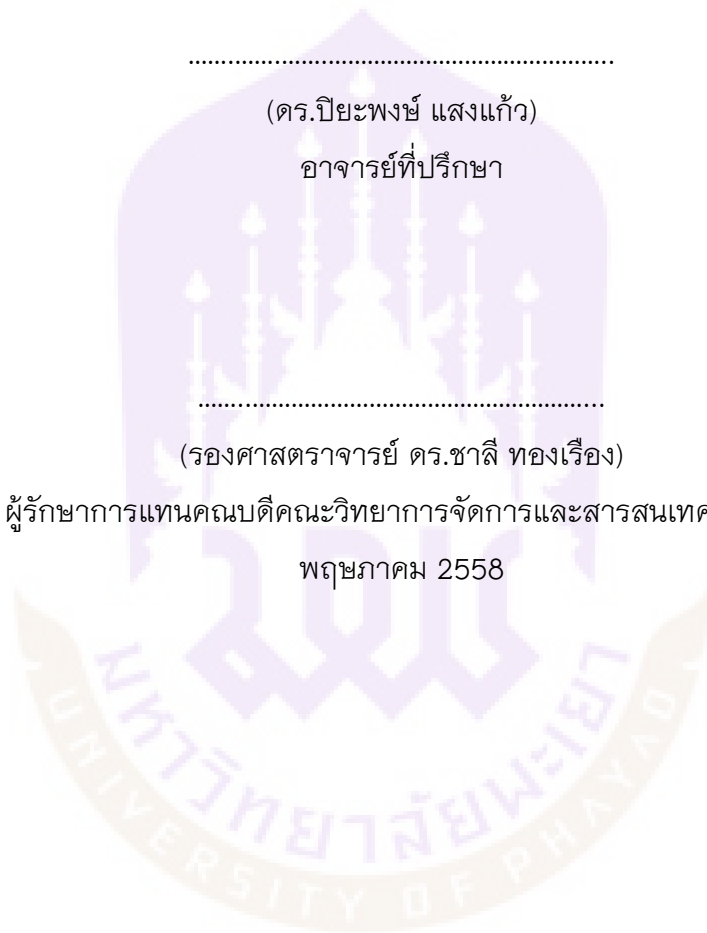 ................................................................
(ดร.ปิยะพงษ์ แสงแก้ว)
อาจารย์ที่ปรึกษา
..............................................................
(รองศาสตราจารย์ ดร.ชาลี ทองเรือง)
ผู้รักษาการแทนคณบดีคณะวิทยาการจัดการและสารสนเทศ
พฤษภาคม 2558
มหาวิทยาลัยพะเยา
UNIVERSITY OF PHAYAO